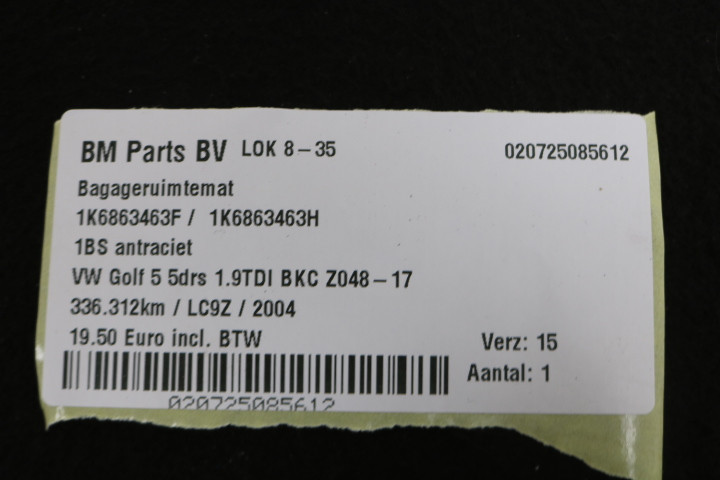 BM Parts BV LOK 8-35 020725085612
Bagageruimtemat
1K6863463F / 1K6863463H
1BS antraciet
VW Golf 5 5drs 1.9TDI BKC Z048-17
336.312km / LC9Z / 2004
19.50 Euro incl. BTW Verz: 15
Aantal: 1
020725085612